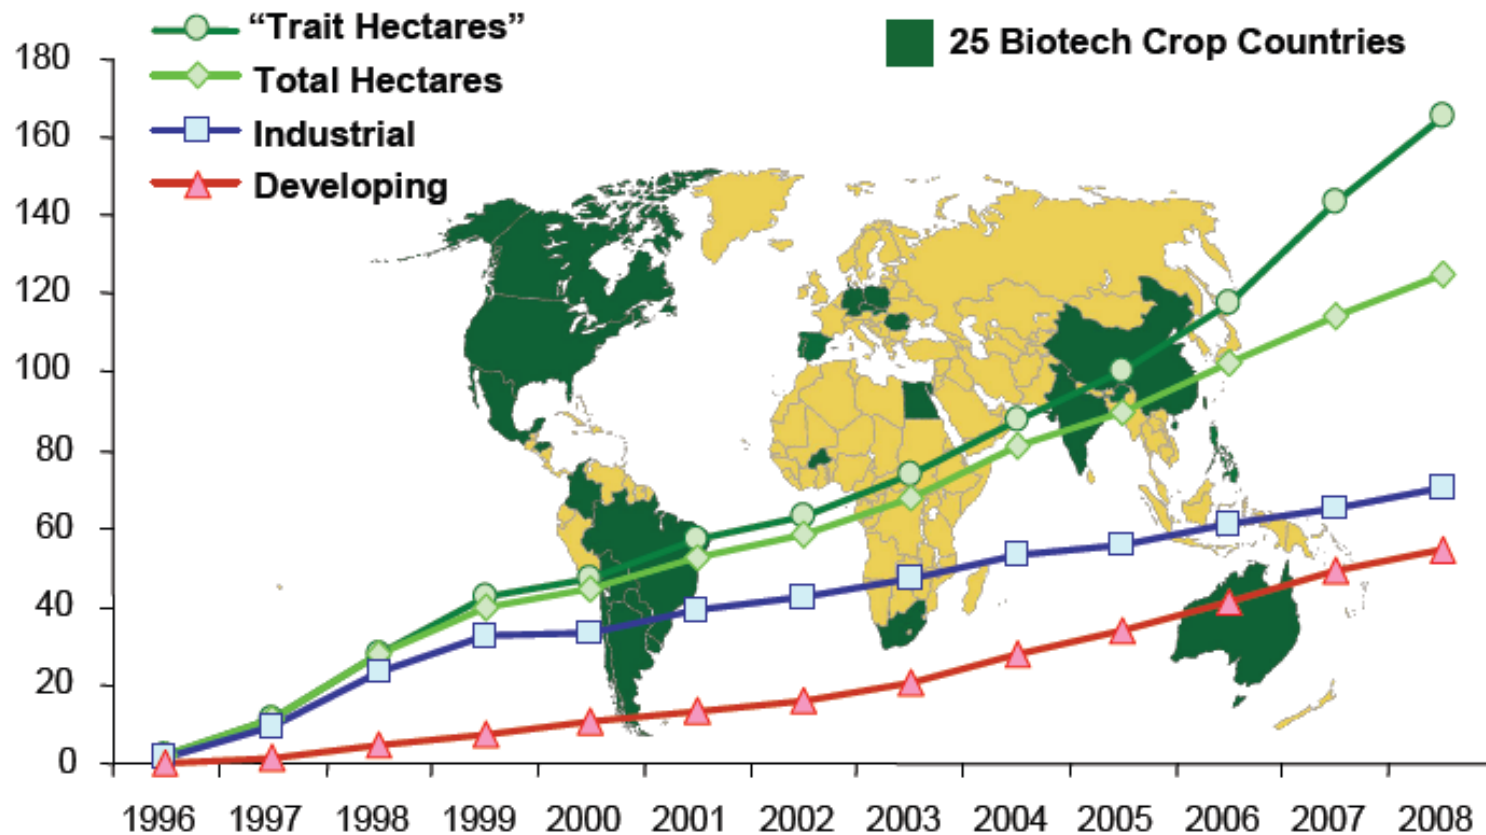 “Trait Hectares”
Total Hectares
Industrial
Developing
25 Biotech Crop Countries
180
160
140
120
100
80
60
40
20
0
1996 1997 1998 1999 2000 2001 2002 2003 2004 2005 2006 2007 2008